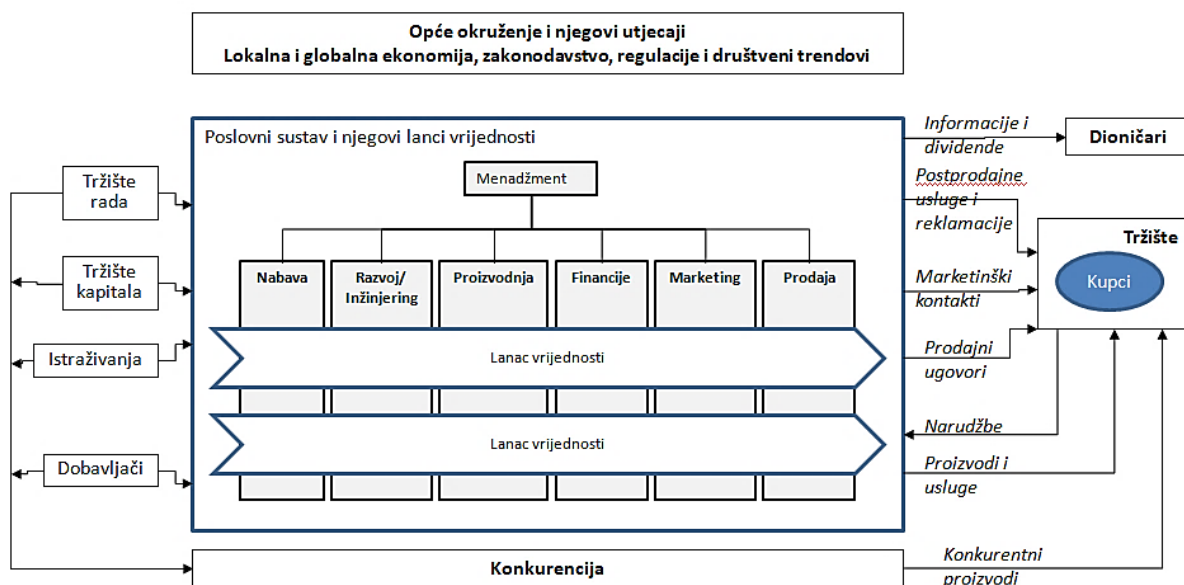 Opće okruženje i njegovi utjecaji
Lokalna i globalna ekonomija, zakonodavstvo, regulacije i društveni trendovi
Poslovni sustav i njegovi lanci vrijednosti
Menadžment
Nabava
Razvoj/
Inžinjering
Proizvodnja
Financije
Marketing
Prodaja
Lanac vrijednosti
Lanac vrijednosti
Tržište
rada
Tržište
kapitala
Istraživanja
Dobavljači
Informacije i
dividende
Dioničari
Postprodajne
usluge i
reklamacije
Tržište
Kupci
Marketinški
kontakti
Prodajni
ugovori
Narudžbe
Proizvodi i
usluge
Konkurencija
Konkurentni
proizvodi